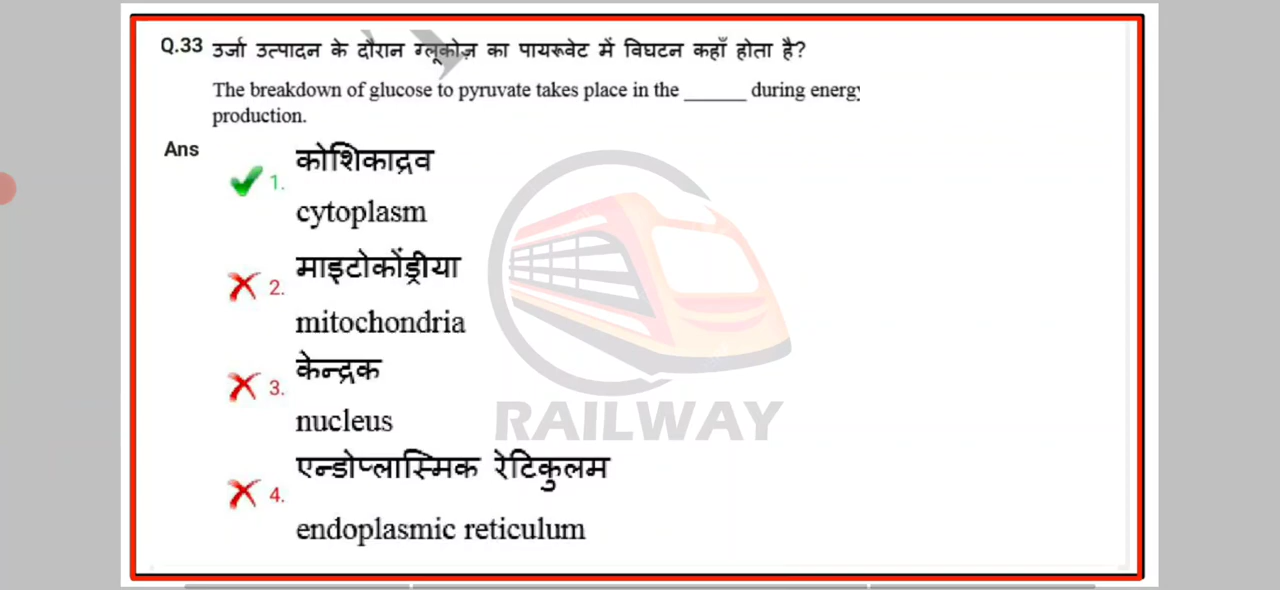 Q.33 उर्जा उत्पादन के दौरान ग्लूकोज़ का पायरूवेट में विघटन कहाँ होता है?
The breakdown of glucose to pyruvate takes place in the ______ during energy
production.
Ans
1. कोशिकाद्रव
cytoplasm
2. माइटोकोंड्रीया
mitochondria
3. केन्द्रक
nucleus
4. एन्डोप्लास्मिक रेटिकुलम
endoplasmic reticulum
RAILWAY